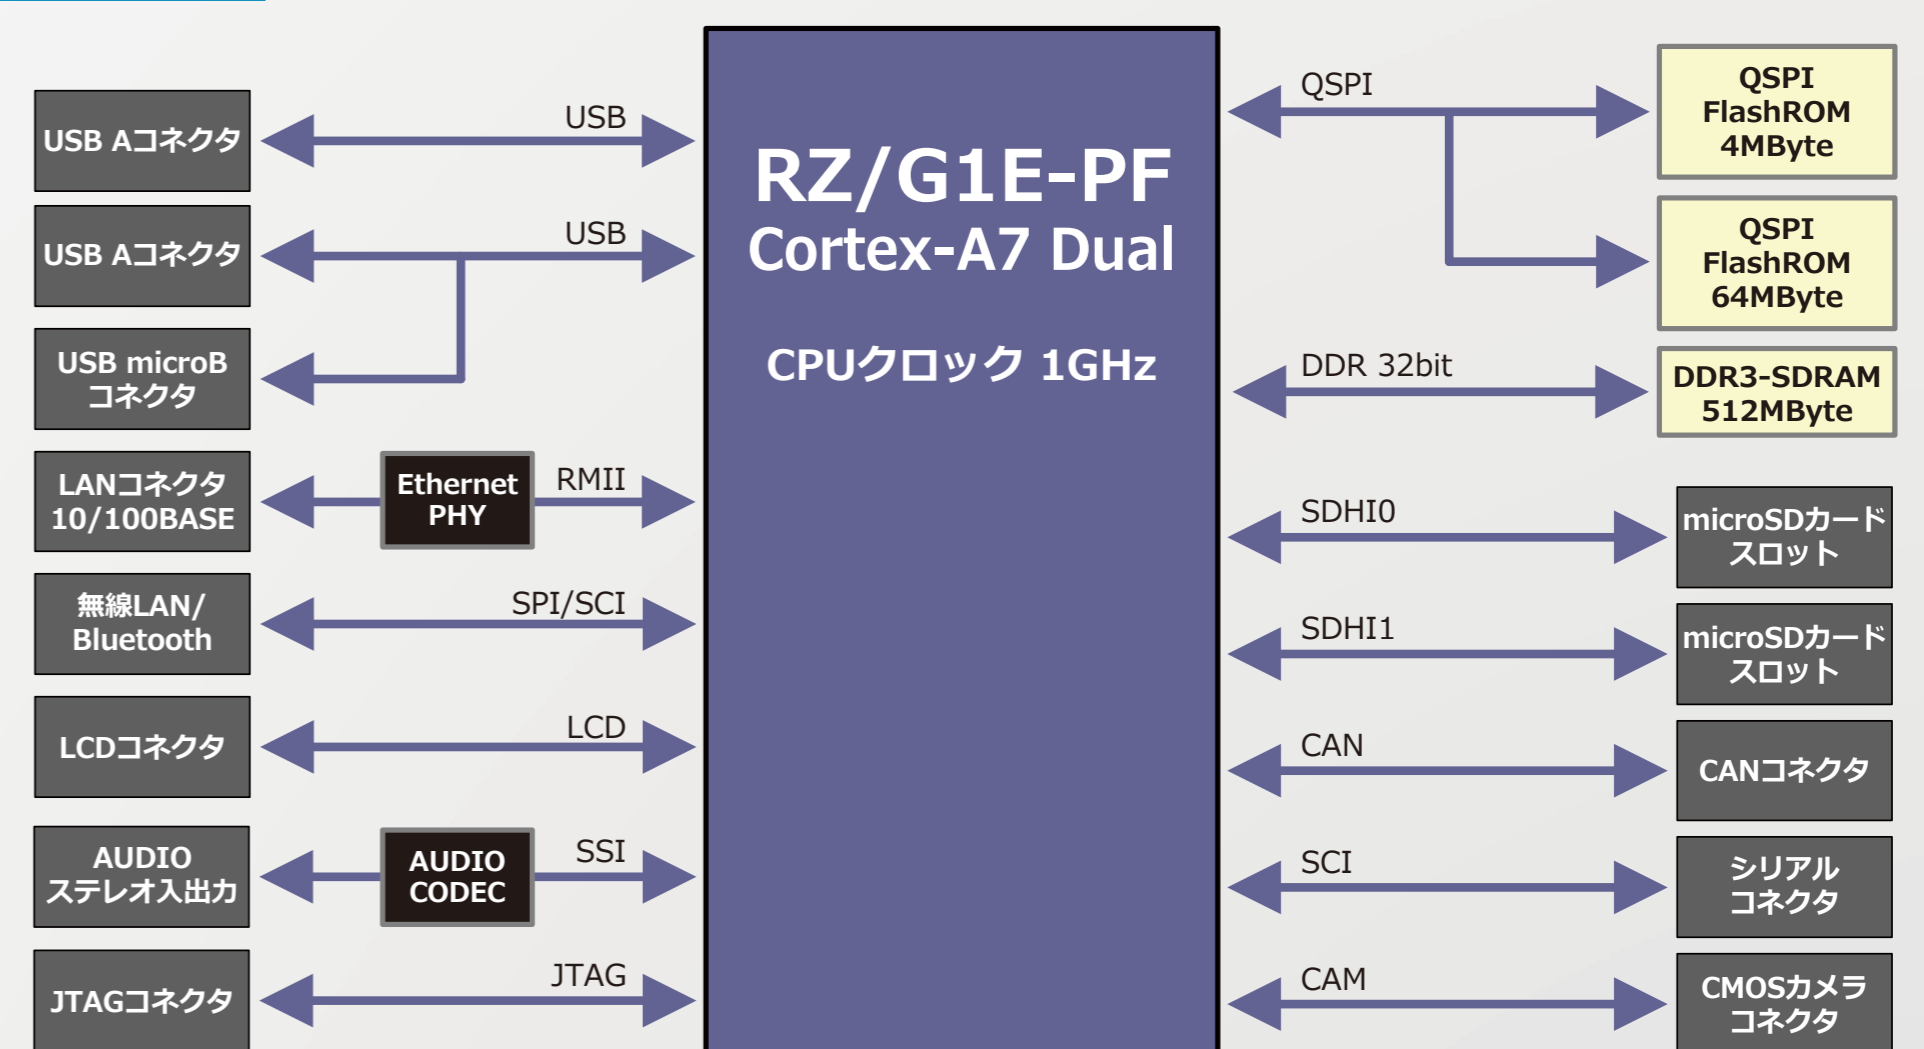 USB Aコネクタ
USB
USB Aコネクタ
USB
USB microB
コネクタ
LANコネクタ
10/100BASE
Ethernet
PHY
RMII
無線LAN/
Bluetooth
SPI/SCI
LCDコネクタ
LCD
AUDIO
ステレオ入出力
AUDIO
CODEC
SSI
JTAGコネクタ
JTAG
RZ/G1E-PF
Cortex-A7 Dual
CPUクロック 1GHz
QSPI
QSPI
FlashROM
4MByte
QSPI
FlashROM
64MByte
DDR 32bit
DDR3-SDRAM
512MByte
SDHI0
microSDカード
スロット
SDHI1
microSDカード
スロット
CAN
CANコネクタ
SCI
シリアル
コネクタ
CAM
CMOSカメラ
コネクタ